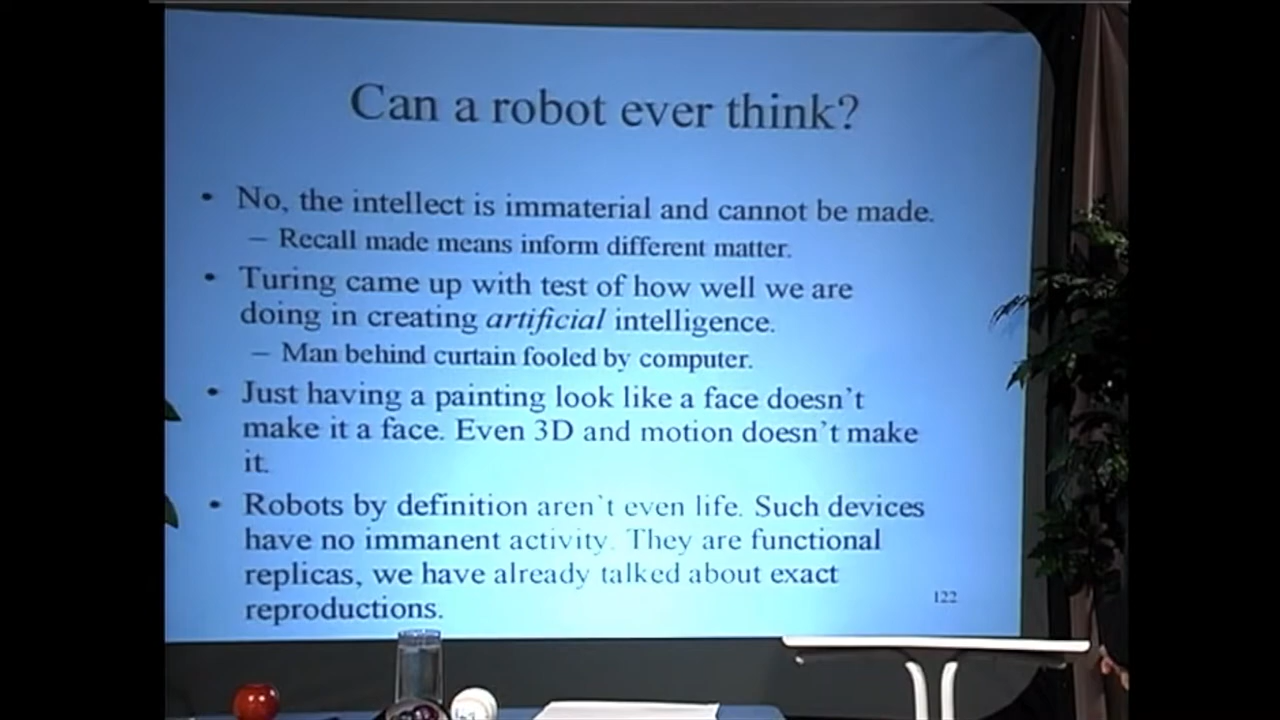 Can a robot ever think?
• No, the intellect is immaterial and cannot be made.
– Recall made means inform different matter.
• Turing came up with test of how well we are
doing in creating artificial intelligence.
– Man behind curtain fooled by computer.
• Just having a painting look like a face doesn't
make it a face. Even 3D and motion doesn't make
it.
• Robots by definition aren't even life. Such devices
have no immanent activity. They are functional
replicas, we have already talked about exact
reproductions.
122